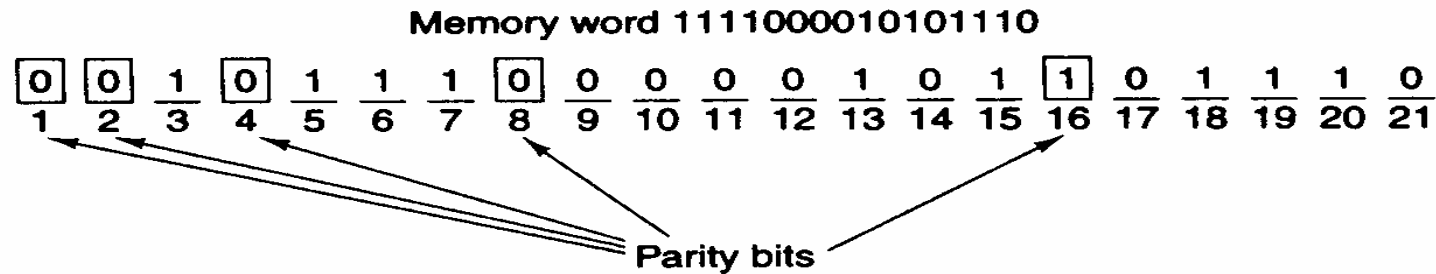 Memory word 1111000010101110
0 0 1 0 1 1 1 0 0 0 0 0 1 0 1 1 0 1 1 1 0
1 2 3 4 5 6 7 8 9 10 11 12 13 14 15 16 17 18 19 20 21
Parity bits